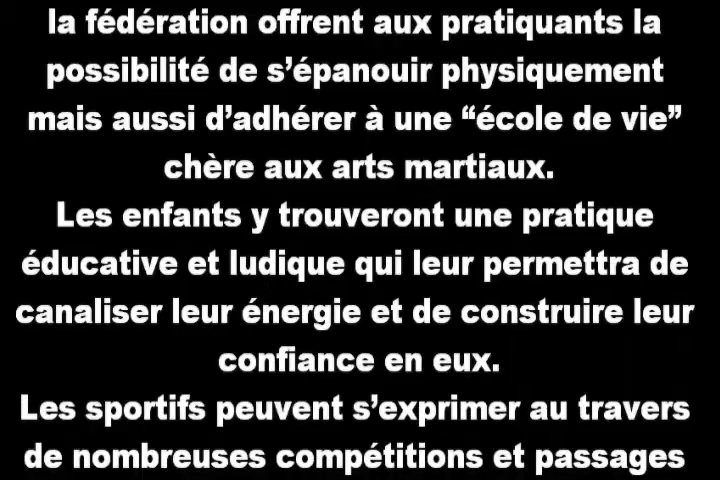 la fédération offrent aux pratiquants la
possibilité de s’épanouir physiquement
mais aussi d’adhérer à une “école de vie”
chère aux arts martiaux.
Les enfants y trouveront une pratique
éducative et ludique qui leur permettra de
canaliser leur énergie et de construire leur
confiance en eux.
Les sportifs peuvent s’exprimer au travers
de nombreuses compétitions et passages